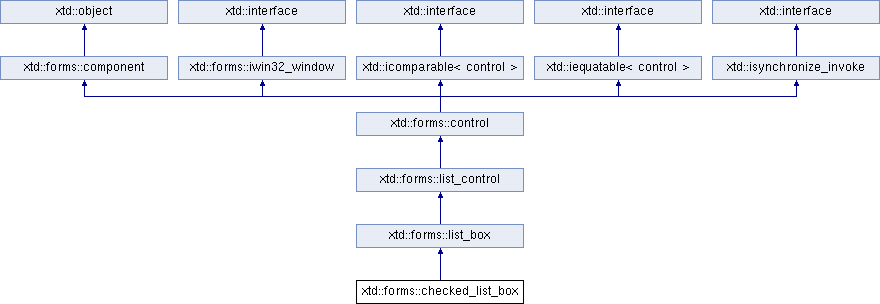 xtd::object
xtd::interface
xtd::interface
xtd::interface
xtd::interface
xtd::forms::component
xtd::forms::iwin32_window
xtd::icomparable< control >
xtd::iequatable< control >
xtd::isynchronize_invoke
xtd::forms::control
xtd::forms::list_control
xtd::forms::list_box
xtd::forms::checked_list_box